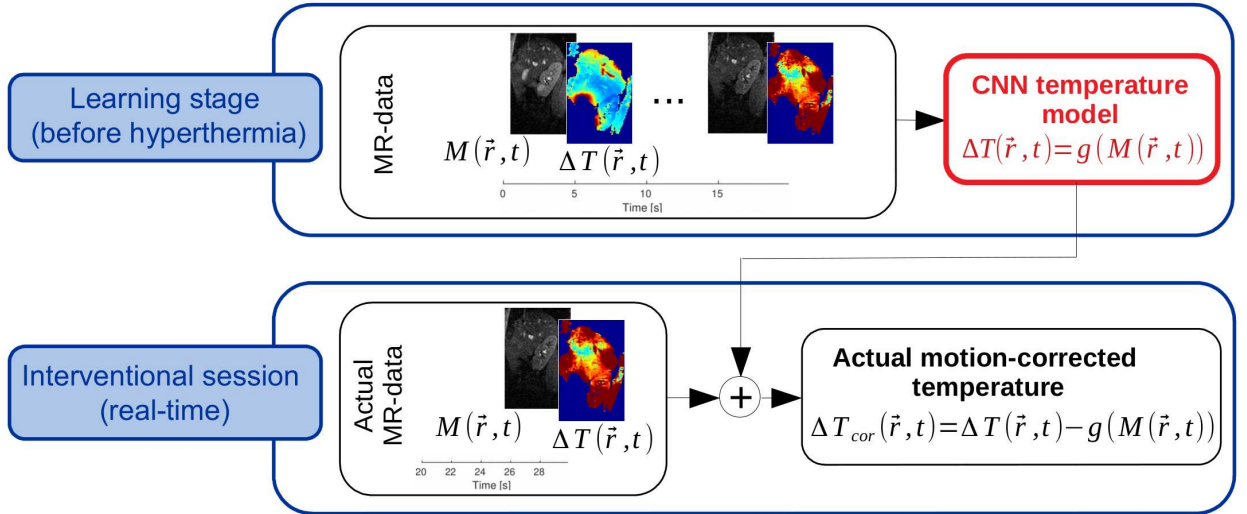 Learning stage
(before hyperthermia)
MR-data
M(r⃗,t)
ΔT(r⃗,t)
...
0 5 10 15
Time [s]
CNN temperature
model
ΔT(r⃗,t)=g(M(r⃗,t))
Interventional session
(real-time)
Actual
MR-data
M(r⃗,t)
ΔT(r⃗,t)
20 22 24 26 28
Time [s]
+
Actual motion-corrected
temperature
ΔT_cor(r⃗,t)=ΔT(r⃗,t)−g(M(r⃗,t))